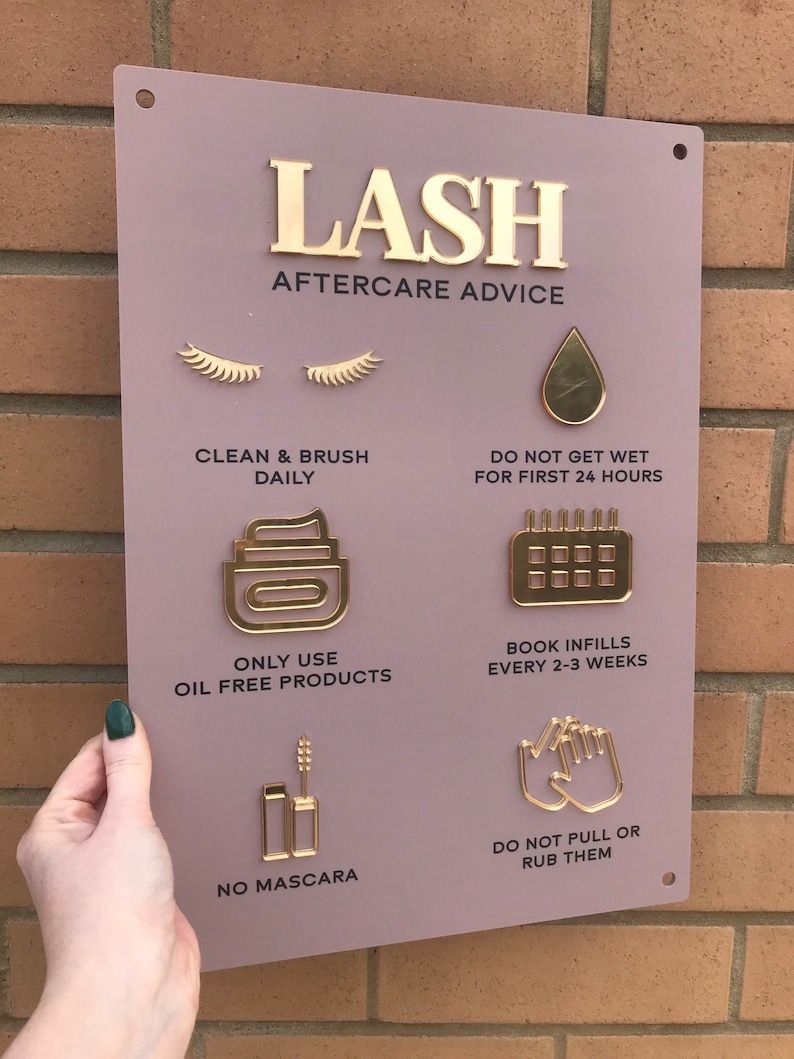 LASH
AFTERCARE ADVICE
CLEAN & BRUSH
DAILY
DO NOT GET WET
FOR FIRST 24 HOURS
ONLY USE
OIL FREE PRODUCTS
BOOK INFILLS
EVERY 2-3 WEEKS
NO MASCARA
DO NOT PULL OR
RUB THEM